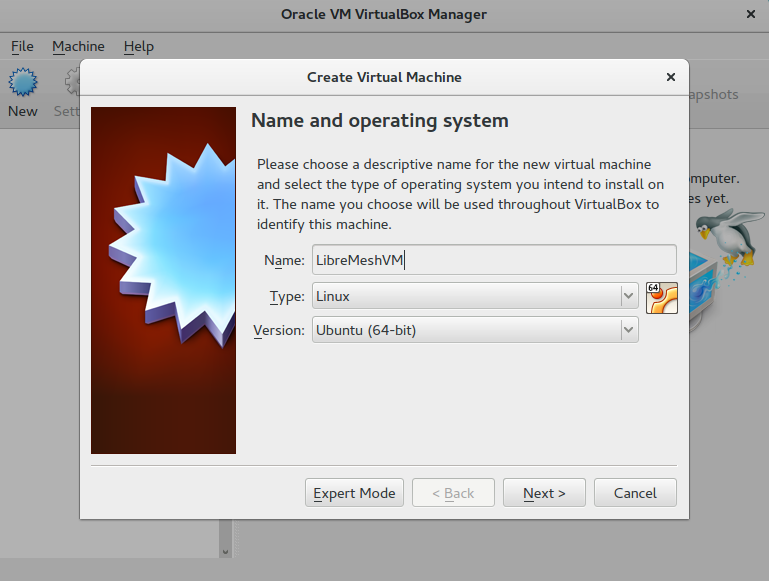 Oracle VM VirtualBox Manager
File Machine Help
New
Create Virtual Machine
Name and operating system
Please choose a descriptive name for the new virtual machine
and select the type of operating system you intend to install on
it. The name you choose will be used throughout VirtualBox to
identify this machine.
Name: LibreMeshVM
Type: Linux
64
Version: Ubuntu (64-bit)
Expert Mode
< Back
Next >
Cancel
Sett
apshots
mputer.
es yet.